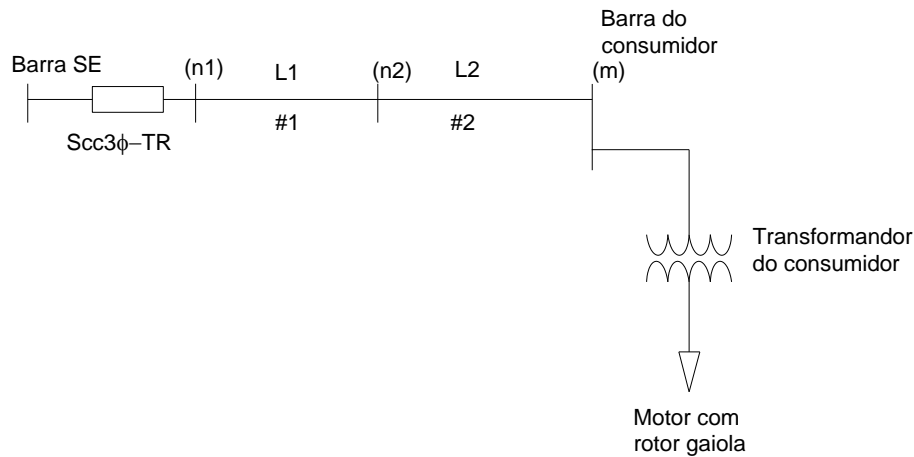 Barra do
consumidor
Barra SE
(n1)
L1
(n2)
L2
(m)
#1
#2
Scc3ϕ−TR
Transformandor
do consumidor
Motor com
rotor gaiola